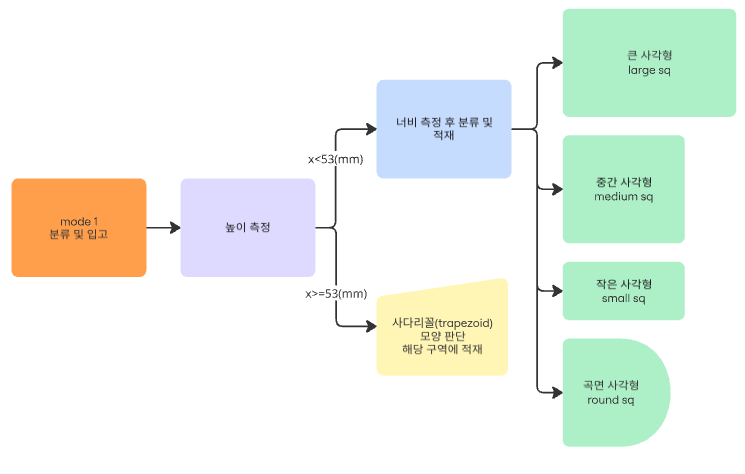 mode 1
분류 및 입고
높이 측정
x<53(mm)
x>=53(mm)
너비 측정 후 분류 및
적재
사다리꼴(trapezoid)
모양 판단
해당 구역에 적재
큰 사각형
large sq
중간 사각형
medium sq
작은 사각형
small sq
곡면 사각형
round sq